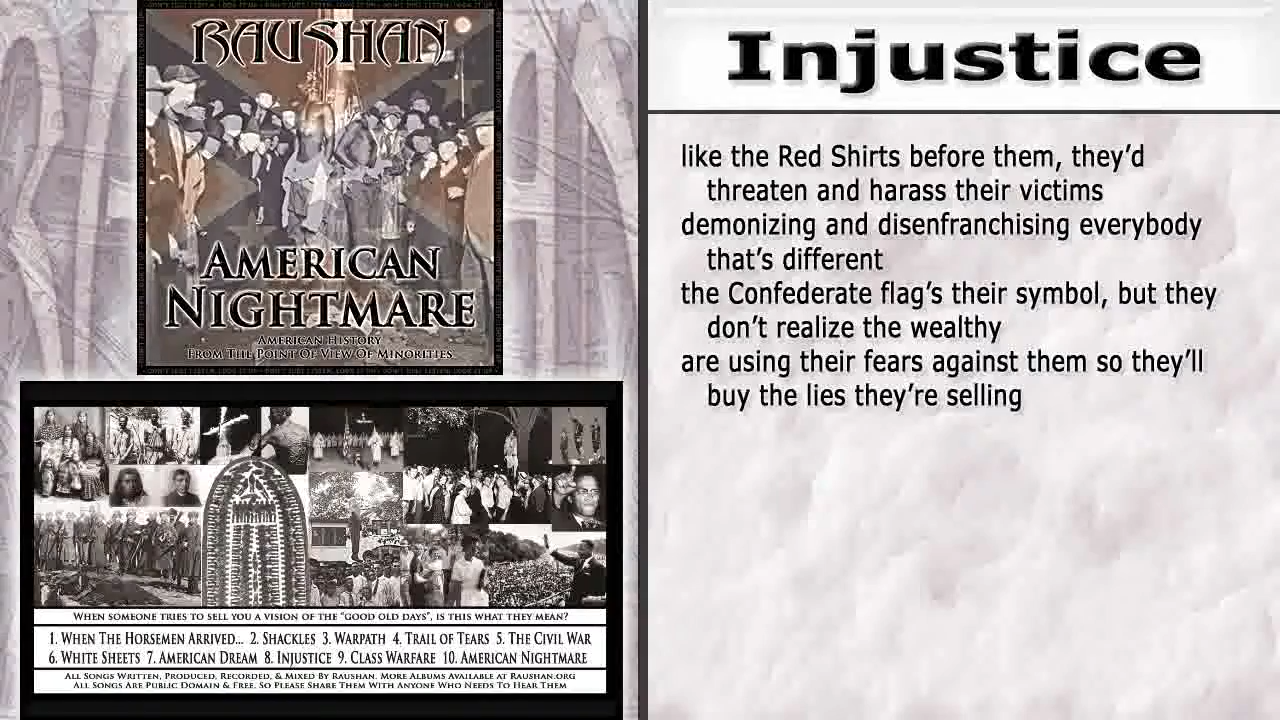 RAUSHAN
AMERICAN
NIGHTMARE
AMERICAN HISTORY
FROM THE POINT OF VIEW OF MINORITIES
WHEN SOMEONE TRIES TO SELL YOU A VISION OF THE "GOOD OLD DAYS", IS THIS WHAT THEY MEAN?
1. WHEN THE HORSEMEN ARRIVED... 2. SHACKLES 3. WARPATH 4. TRAIL OF TEARS 5. THE CIVIL WAR
6. WHITE SHEETS 7. AMERICAN DREAM 8. INJUSTICE 9. CLASS WARFARE 10. AMERICAN NIGHTMARE
ALL SONGS WRITTEN, PRODUCED, RECORDED, & MIXED BY RAUSHAN. MORE ALBUMS AVAILABLE AT RAUSHAN.ORG
ALL SONGS ARE PUBLIC DOMAIN & FREE, SO PLEASE SHARE THEM WITH ANYONE WHO NEEDS TO HEAR THEM
Injustice
like the Red Shirts before them, they'd
threaten and harass their victims
demonizing and disenfranchising everybody
that's different
the Confederate flag's their symbol, but they
don't realize the wealthy
are using their fears against them so they'll
buy the lies they're selling